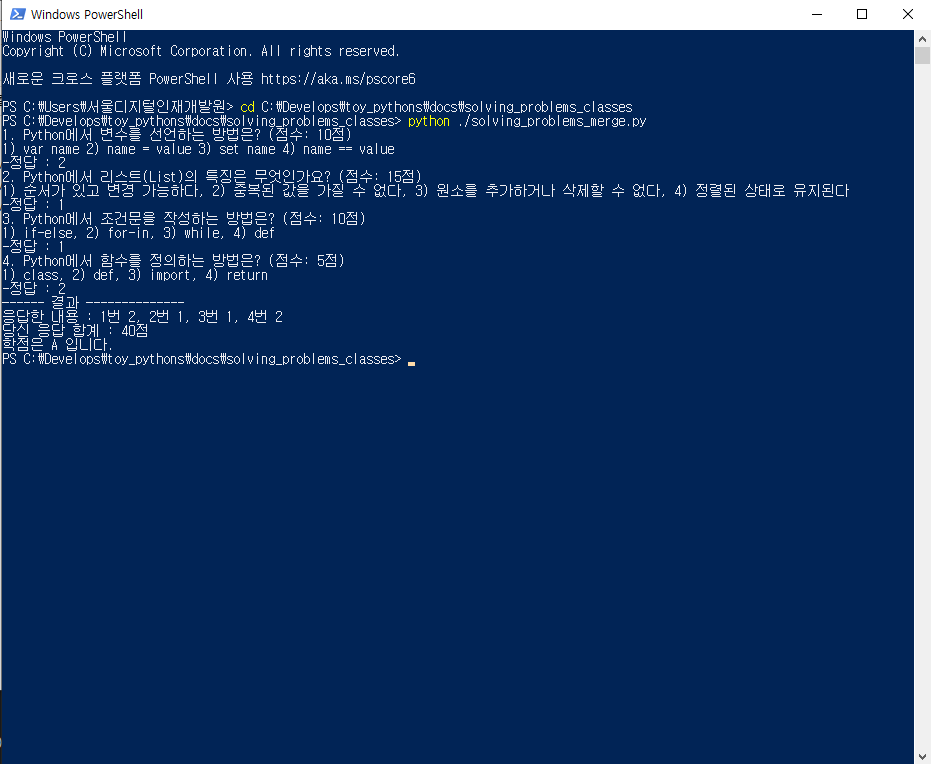 Windows PowerShell
Windows PowerShell
Copyright (C) Microsoft Corporation. All rights reserved.
새로운 크로스 플랫폼 PowerShell 사용 https://aka.ms/pscore6
PS C:₩Users₩서울디지털인재개발원> cd C:₩Develops₩toy_pythons₩docs₩solving_problems_classes
PS C:₩Develops₩toy_pythons₩docs₩solving_problems_classes> python ./solving_problems_merge.py
1. Python에서 변수를 선언하는 방법은? (점수: 10점)
1) var name 2) name = value 3) set name 4) name == value
-정답 : 2
2. Python에서 리스트(List)의 특징은 무엇인가요? (점수: 15점)
1) 순서가 있고 변경 가능하다, 2) 중복된 값을 가질 수 없다, 3) 원소를 추가하거나 삭제할 수 없다, 4) 정렬된 상태로 유지된다
-정답 : 1
3. Python에서 조건문을 작성하는 방법은? (점수: 10점)
1) if-else, 2) for-in, 3) while, 4) def
-정답 : 1
4. Python에서 함수를 정의하는 방법은? (점수: 5점)
1) class, 2) def, 3) import, 4) return
-정답 : 2
------ 결과 --------------
응답한 내용 : 1번 2, 2번 1, 3번 1, 4번 2
당신 응답 합계 : 40점
학점은 A 입니다.
PS C:₩Develops₩toy_pythons₩docs₩solving_problems_classes>